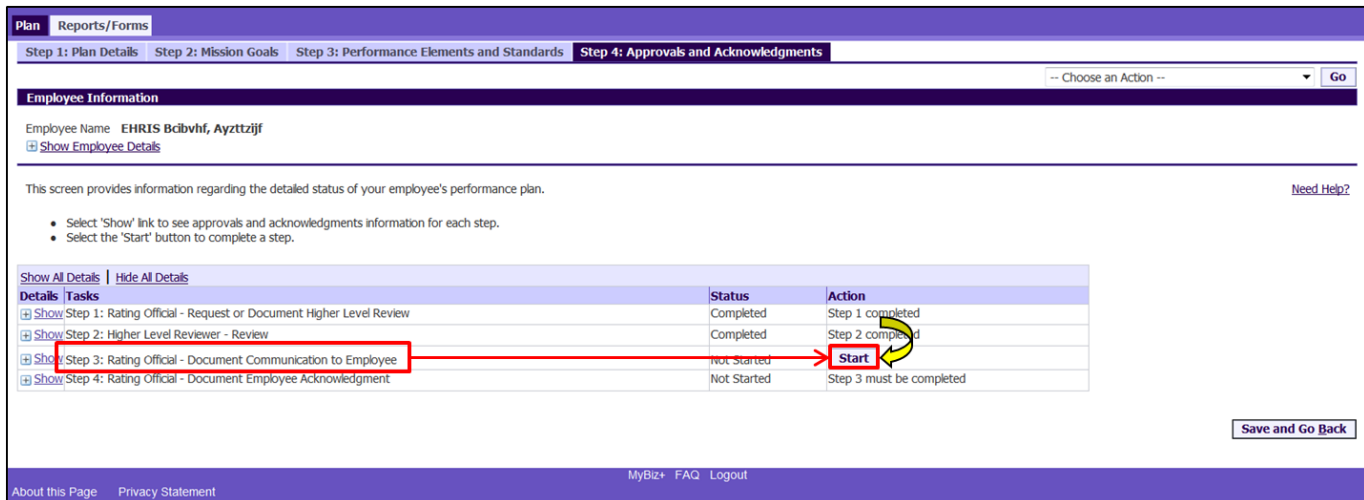 Plan Reports/Forms
Step 1: Plan Details Step 2: Mission Goals Step 3: Performance Elements and Standards Step 4: Approvals and Acknowledgments
-- Choose an Action -- Go
Employee Information
Employee Name EHRIS Bcibvhf, Ayzttzijf
Show Employee Details
This screen provides information regarding the detailed status of your employee's performance plan. Need Help?
• Select 'Show' link to see approvals and acknowledgments information for each step.
• Select the 'Start' button to complete a step.
Show All Details | Hide All Details
Details Tasks Status Action
Show Step 1: Rating Official - Request or Document Higher Level Review Completed Step 1 completed
Show Step 2: Higher Level Reviewer - Review Completed Step 2 completed
Show Step 3: Rating Official - Document Communication to Employee Not Started Start
Show Step 4: Rating Official - Document Employee Acknowledgment Not Started Step 3 must be completed
Save and Go Back
MyBiz+ FAQ Logout
About this Page Privacy Statement